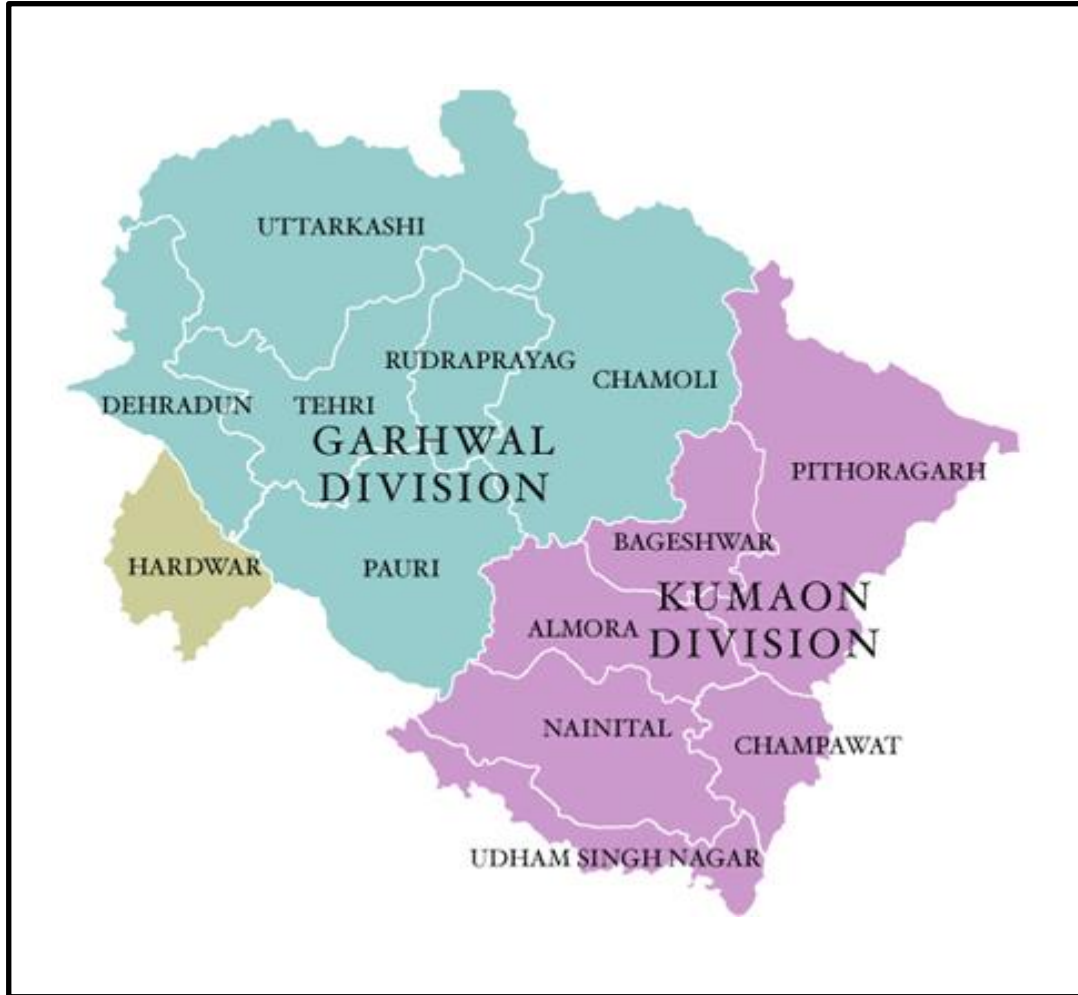 UTTARKASHI
RUDRAPRAYAG
CHAMOLI
DEHRADUN
TEHRI
GARHWAL
DIVISION
PITHORAGARH
HARDWAR
PAURI
BAGESHWAR
KUMAON
DIVISION
ALMORA
NAINITAL
CHAMPAWAT
UDHAM SINGH NAGAR